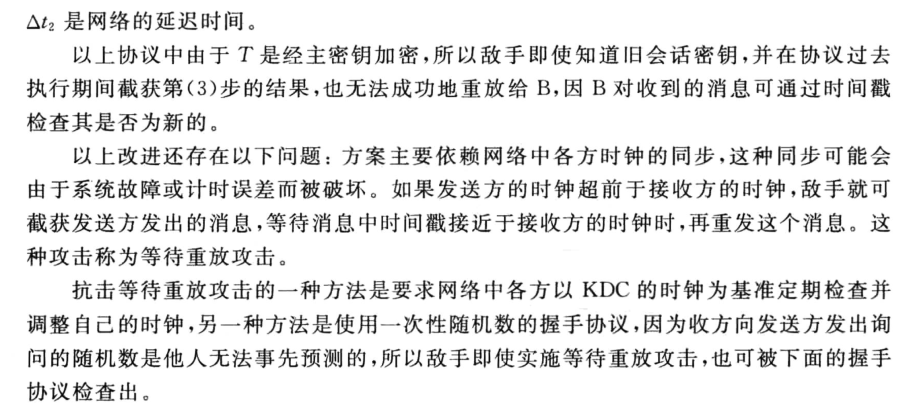 Δt₂ 是网络的延迟时间。
以上协议中由于 T 是经主密钥加密,所以敌手即使知道旧会话密钥,并在协议过去
执行期间截获第(3)步的结果,也无法成功地重放给 B,因 B 对收到的消息可通过时间戳
检查其是否为新的。
以上改进还存在以下问题:方案主要依赖网络中各方时钟的同步,这种同步可能会
由于系统故障或计时误差而被破坏。如果发送方的时钟超前于接收方的时钟,敌手就可
截获发送方发出的消息,等待消息中时间戳接近于接收方的时钟时,再重发这个消息。这
种攻击称为等待重放攻击。
抗击等待重放攻击的一种方法是要求网络中各方以 KDC 的时钟为基准定期检查并
调整自己的时钟,另一种方法是使用一次性随机数的握手协议,因为收方向发送方发出询
问的随机数是他人无法事先预测的,所以敌手即使实施等待重放攻击,也可被下面的握手
协议检查出。